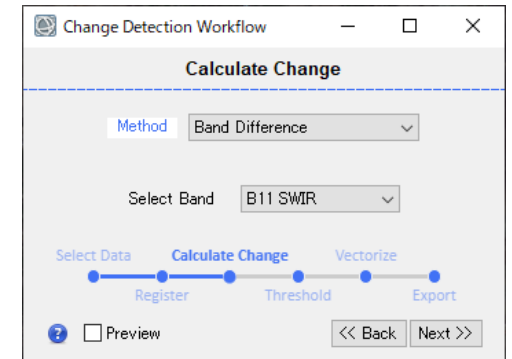 Change Detection Workflow
Calculate Change
Method Band Difference
Select Band B11 SWIR
Select Data Calculate Change Vectorize
Register Threshold Export
Preview << Back Next >>